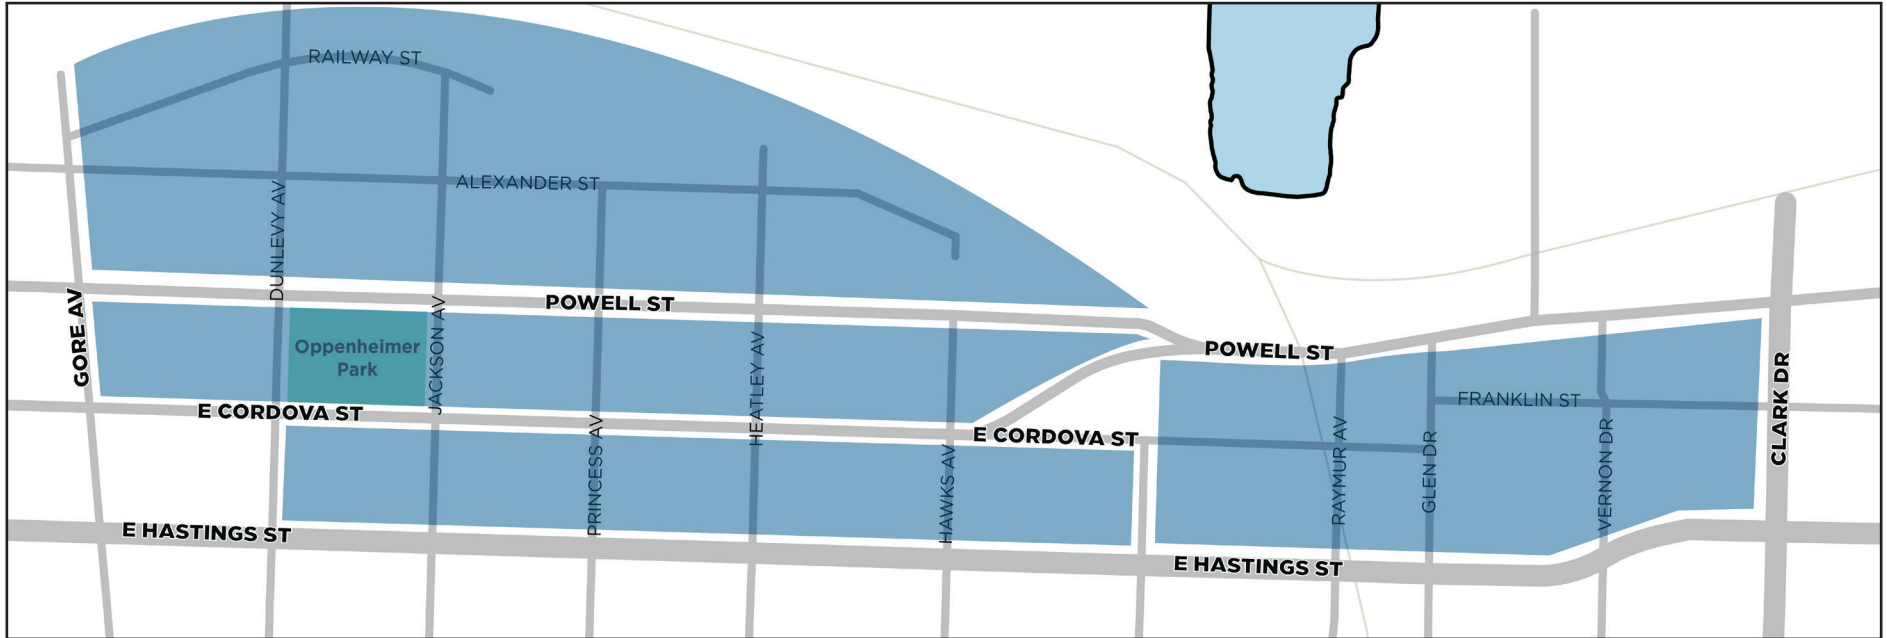 RAILWAY ST
ALEXANDER ST
DUNLEVY AV
GORE AV
POWELL ST
JACKSON AV
Oppenheimer
Park
HEATLEY AV
POWELL ST
CLARK DR
FRANKLIN ST
E CORDOVA ST
E CORDOVA ST
PRINCESS AV
HAWKS AV
RAYMUR AV
GLEN DR
VERNON DR
E HASTINGS ST
E HASTINGS ST